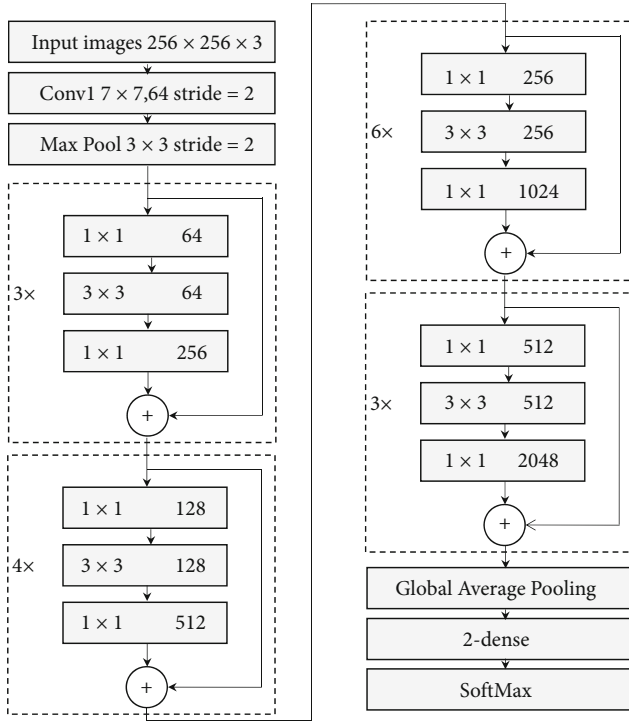 Input images 256 × 256 × 3
Conv1 7 × 7,64 stride = 2
Max Pool 3 × 3 stride = 2
3×
1 × 1 64
3 × 3 64
1 × 1 256
+
4×
1 × 1 128
3 × 3 128
1 × 1 512
+
6×
1 × 1 256
3 × 3 256
1 × 1 1024
+
3×
1 × 1 512
3 × 3 512
1 × 1 2048
+
Global Average Pooling
2-dense
SoftMax